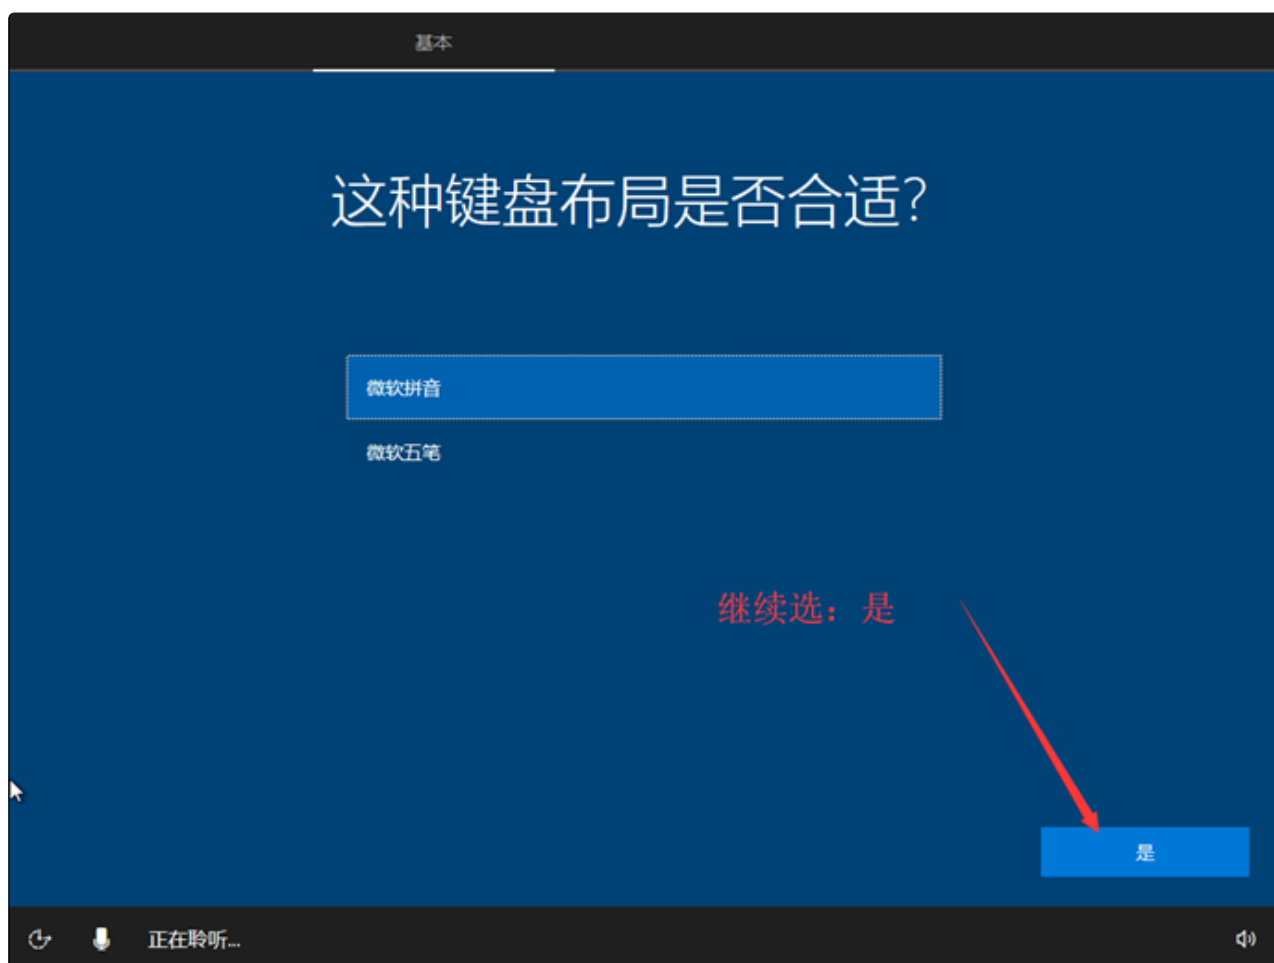 基本
这种键盘布局是否合适?
微软拼音
微软五笔
继续选：是
是
正在聆听...